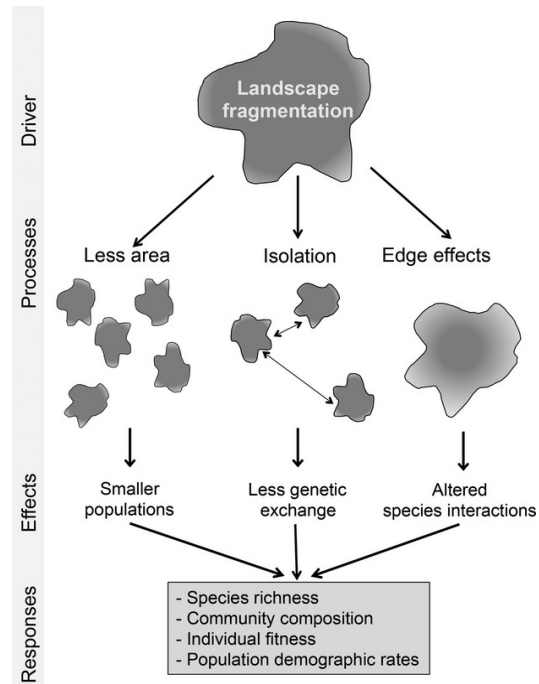 Driver
Landscape
fragmentation
Processes
Less area
Isolation
Edge effects
Effects
Smaller
populations
Less genetic
exchange
Altered
species interactions
Responses
- Species richness
- Community composition
- Individual fitness
- Population demographic rates